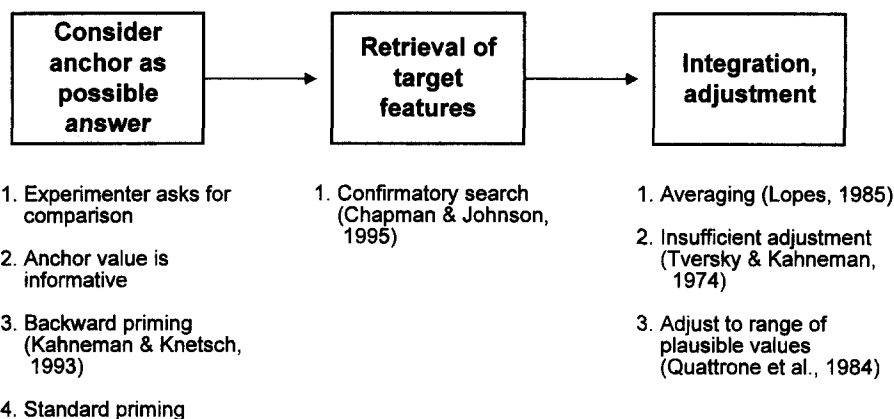 Consider
anchor as
possible
answer
Retrieval of
target
features
Integration,
adjustment
1. Experimenter asks for
comparison
2. Anchor value is
informative
3. Backward priming
(Kahneman & Knetsch,
1993)
4. Standard priming
1. Confirmatory search
(Chapman & Johnson,
1995)
1. Averaging (Lopes, 1985)
2. Insufficient adjustment
(Tversky & Kahneman,
1974)
3. Adjust to range of
plausible values
(Quattrone et al., 1984)